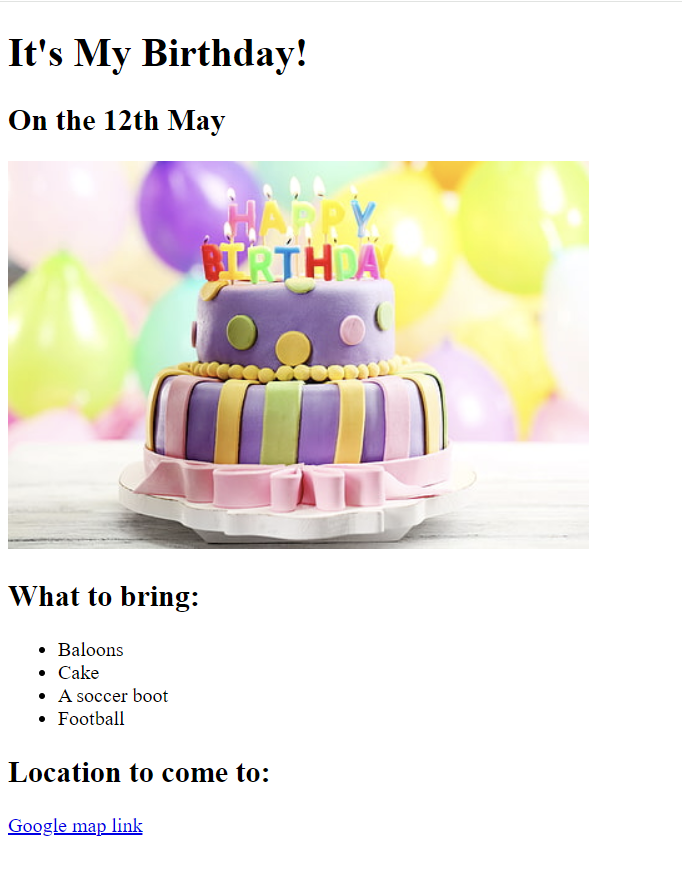 It's My Birthday!
On the 12th May
HAPPY
BIRTHDAY
What to bring:
Baloons
Cake
A soccer boot
Football
Location to come to:
Google map link